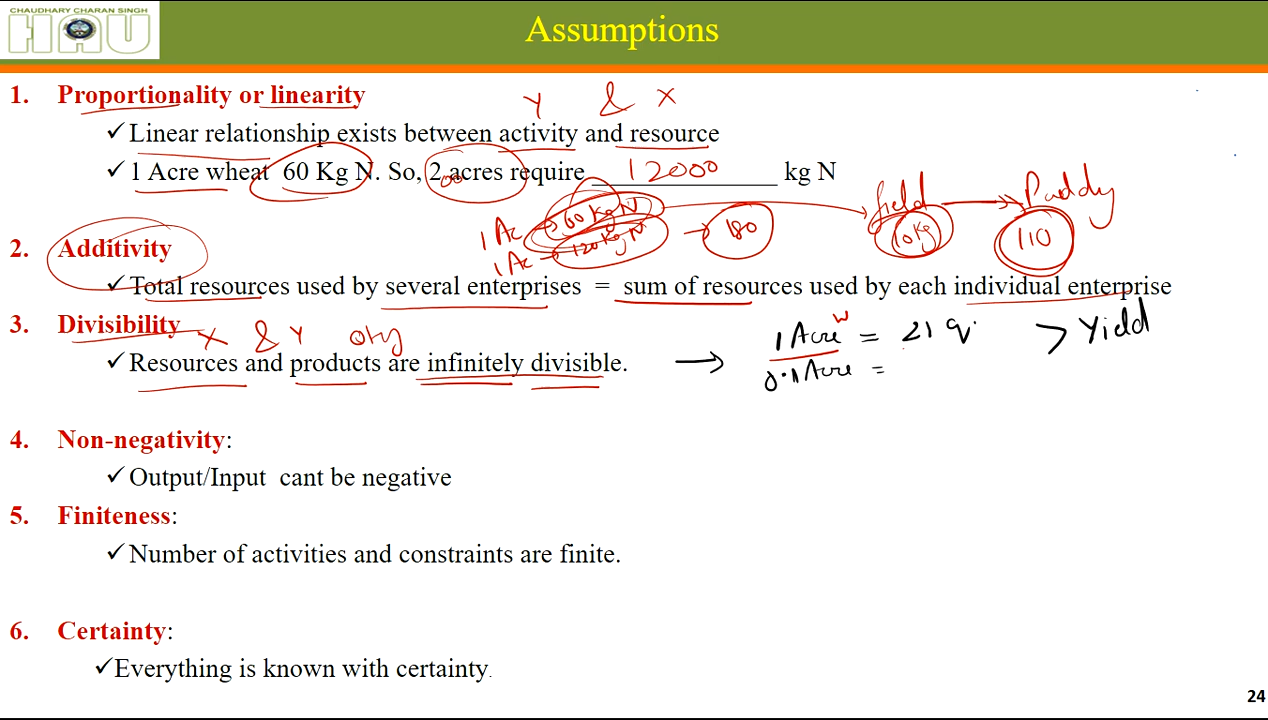 CHAUDHARY CHARAN SINGH
HAU
Assumptions
1. Proportionality or linearity Y & X
✓Linear relationship exists between activity and resource
✓1 Acre wheat 60 Kg N. So, 2 00 acres require 12000 kg N
field → Paddy
1 Ac → 60 Kg N
1 Ac → 120 Kg N → 180 10 Kg 110
2. Additivity
✓Total resources used by several enterprises = sum of resources used by each individual enterprise
3. Divisibility X & Y qty
✓Resources and products are infinitely divisible. →
1 Acre W = 21 q. > Yield
0.1 Acre =
4. Non-negativity:
✓Output/Input cant be negative
5. Finiteness:
✓Number of activities and constraints are finite.
6. Certainty:
✓Everything is known with certainty.
24